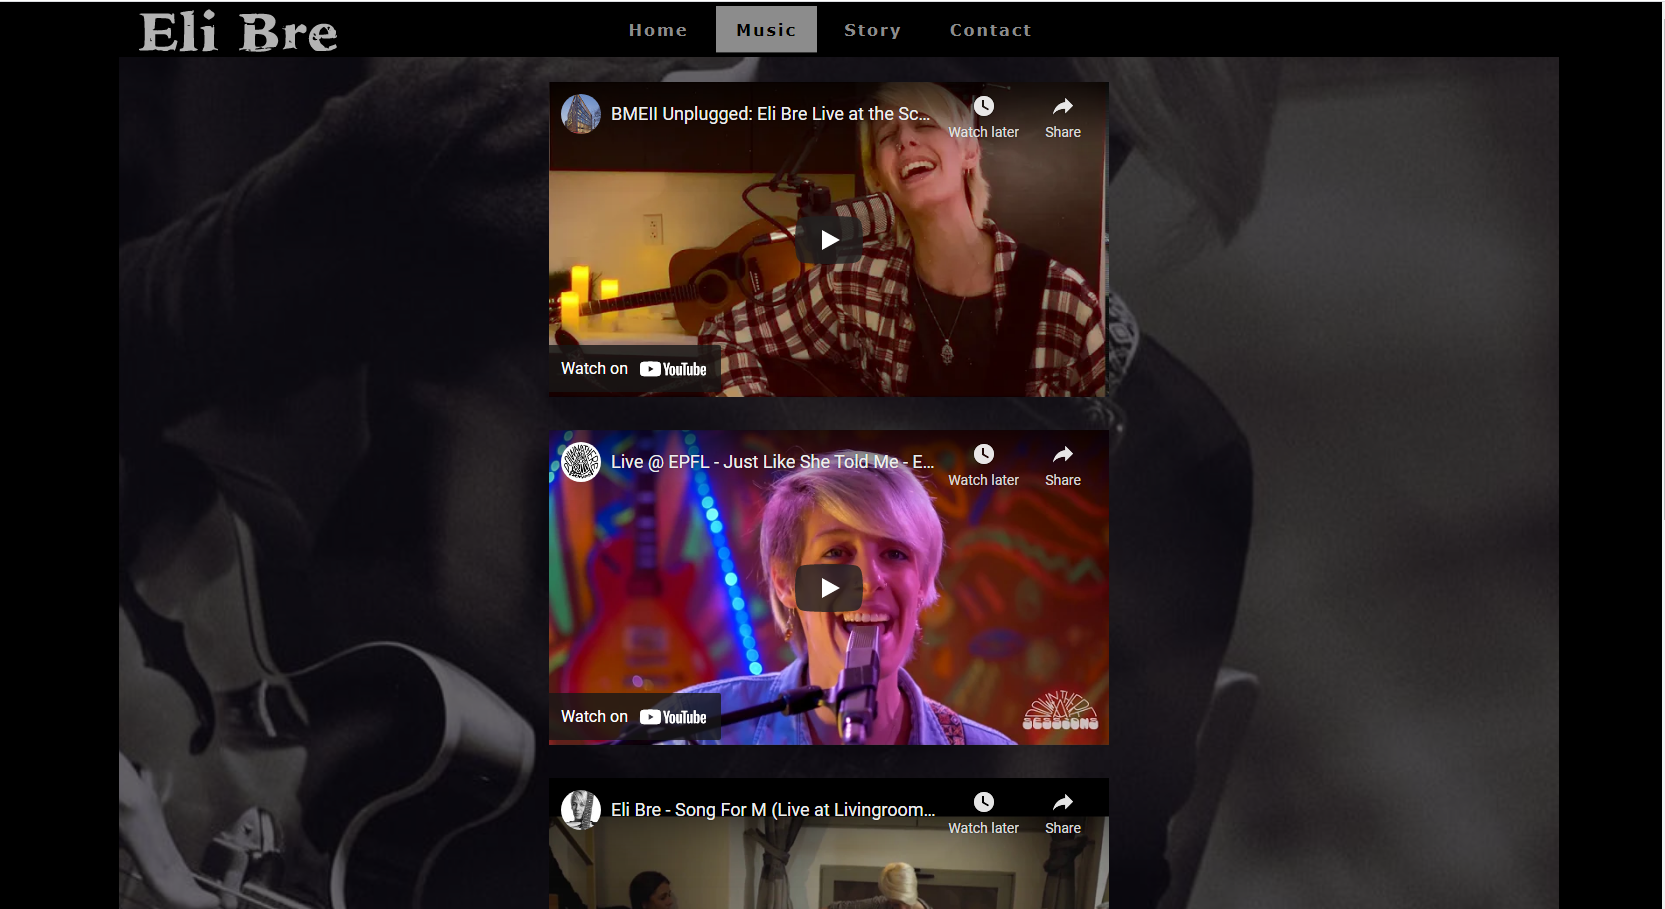 Eli Bre
Home Music Story Contact
BMEII Unplugged: Eli Bre Live at the Sc...
Watch later Share
Watch on YouTube
Live @ EPFL - Just Like She Told Me - E...
Watch later Share
Watch on YouTube
SESSIONS
Eli Bre - Song For M (Live at Livingroom...
Watch later Share